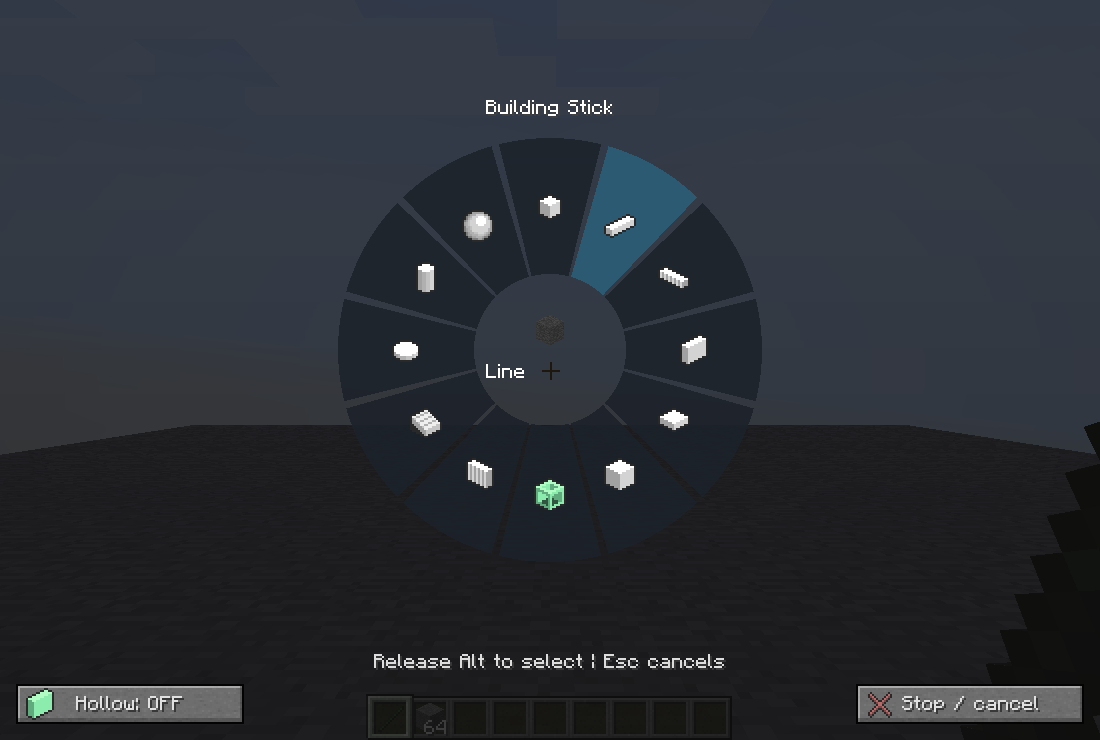 Building Stick
Line
Release Alt to select | Esc cancels
Hollow: OFF
Stop / cancel
64